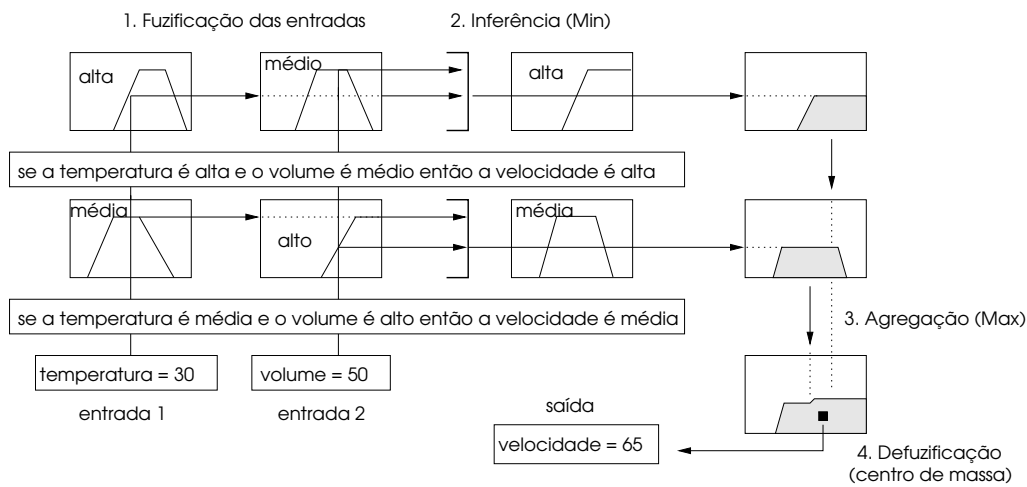 1. Fuzificação das entradas
2. Inferência (Min)
alta
médio
alta
se a temperatura é alta e o volume é médio então a velocidade é alta
média
alto
média
se a temperatura é média e o volume é alto então a velocidade é média
3. Agregação (Max)
temperatura = 30
volume = 50
entrada 1
entrada 2
saída
velocidade = 65
4. Defuzificação
(centro de massa)